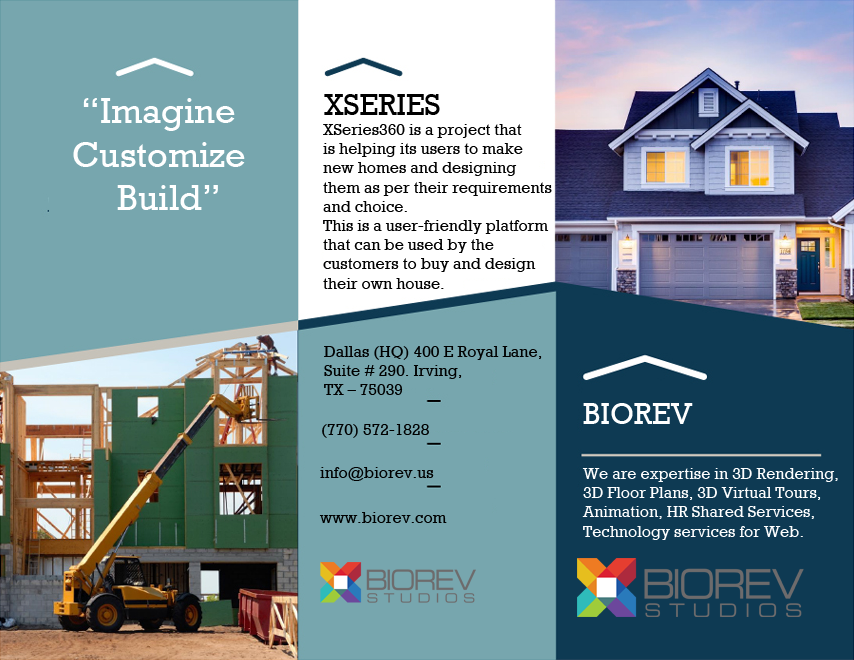 “Imagine
Customize
Build”
XSERIES
XSeries360 is a project that
is helping its users to make
new homes and designing
them as per their requirements
and choice.
This is a user-friendly platform
that can be used by the
customers to buy and design
their own house.
Dallas (HQ) 400 E Royal Lane,
Suite # 290. Irving,
TX – 75039
(770) 572-1828
info@biorev.us
www.biorev.com
BIOREV
STUDIOS
BIOREV
We are expertise in 3D Rendering,
3D Floor Plans, 3D Virtual Tours,
Animation, HR Shared Services,
Technology services for Web.
BIOREV
STUDIOS